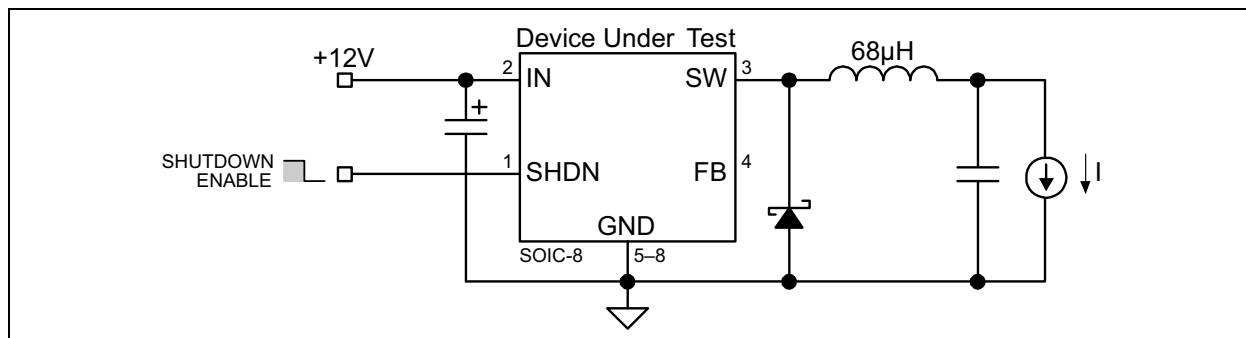 Device Under Test
+12V
68µH
2
IN
SW
3
+
SHUTDOWN
ENABLE
1
SHDN
FB
4
I
GND
SOIC-8
5–8